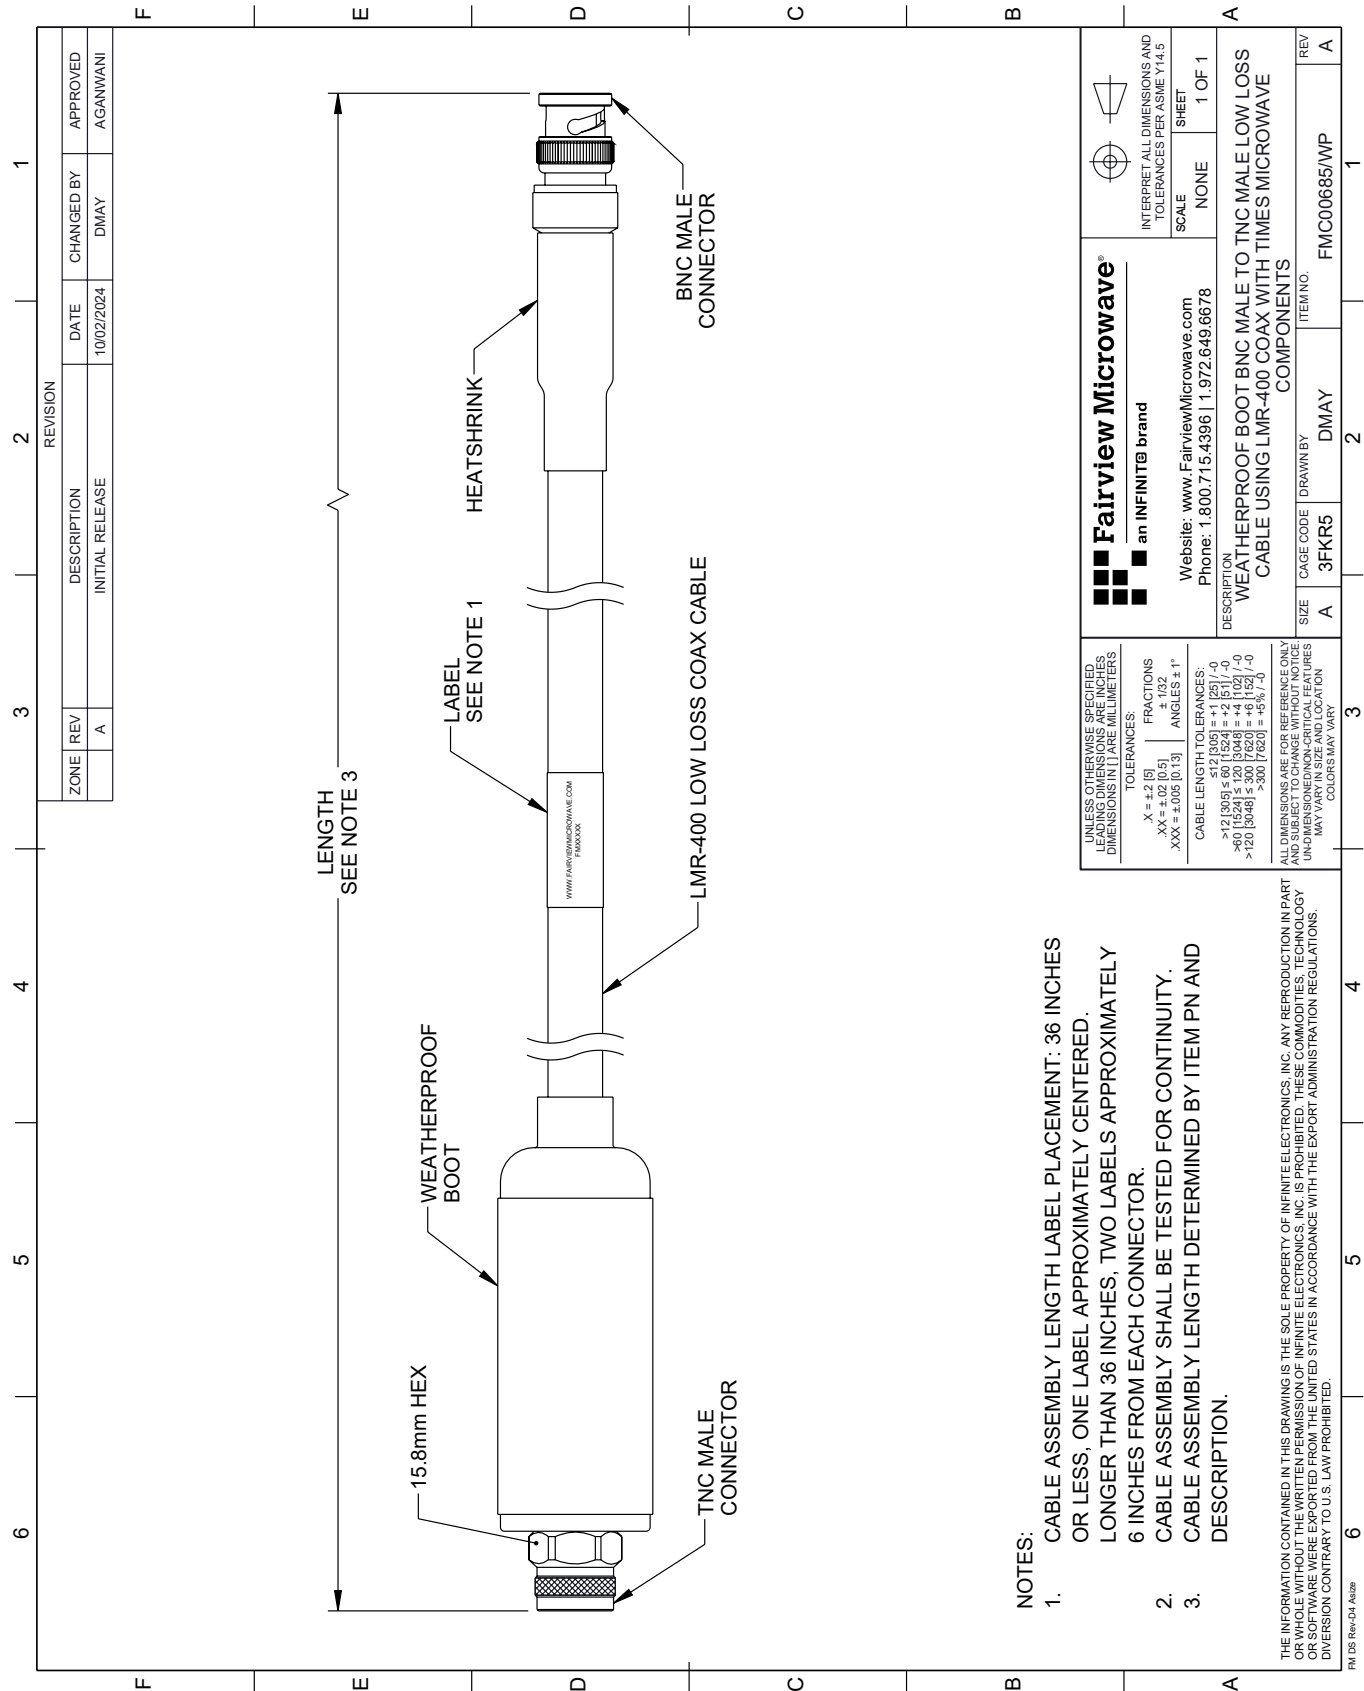 6
5
4
3
2
1
F
E
D
C
B
A
REVISION
ZONE REV DESCRIPTION DATE CHANGED BY APPROVED
A INITIAL RELEASE 10/02/2024 DMAY AGANWANI
LENGTH
SEE NOTE 3
15.8mm HEX
WEATHERPROOF
BOOT
LABEL
SEE NOTE 1
HEATSHRINK
WWW.FAIRVIEWMICROWAVE.COM
FMXXXXX
TNC MALE
CONNECTOR
LMR-400 LOW LOSS COAX CABLE
BNC MALE
CONNECTOR
NOTES:
1. CABLE ASSEMBLY LENGTH LABEL PLACEMENT: 36 INCHES
OR LESS, ONE LABEL APPROXIMATELY CENTERED.
LONGER THAN 36 INCHES, TWO LABELS APPROXIMATELY
6 INCHES FROM EACH CONNECTOR.
2. CABLE ASSEMBLY SHALL BE TESTED FOR CONTINUITY.
3. CABLE ASSEMBLY LENGTH DETERMINED BY ITEM PN AND
DESCRIPTION.
THE INFORMATION CONTAINED IN THIS DRAWING IS THE SOLE PROPERTY OF INFINITE ELECTRONICS, INC. ANY REPRODUCTION IN PART
OR WHOLE WITHOUT THE WRITTEN PERMISSION OF INFINITE ELECTRONICS, INC. IS PROHIBITED. THESE COMMODITIES, TECHNOLOGY
OR SOFTWARE WERE EXPORTED FROM THE UNITED STATES IN ACCORDANCE WITH THE EXPORT ADMINISTRATION REGULATIONS.
DIVERSION CONTRARY TO U.S. LAW PROHIBITED.
UNLESS OTHERWISE SPECIFIED
LEADING DIMENSIONS ARE INCHES
DIMENSIONS IN [ ] ARE MILLIMETERS
TOLERANCES:
.X = ±.2 [5] FRACTIONS
.XX = ±.02 [0.5] ± 1/32
.XXX = ±.005 [0.13] ANGLES ± 1°
CABLE LENGTH TOLERANCES:
≤12 [305] = +1 [25] / -0
>12 [305] ≤ 60 [1524] = +2 [51] / -0
>60 [1524] ≤ 120 [3048] = +4 [102] / -0
>120 [3048] ≤ 300 [7620] = +6 [152] / -0
>300 [7620] = +5% / -0
ALL DIMENSIONS ARE FOR REFERENCE ONLY
AND SUBJECT TO CHANGE WITHOUT NOTICE.
UN-DIMENSIONED/NON-CRITICAL FEATURES
MAY VARY IN SIZE AND LOCATION
COLORS MAY VARY
Fairview Microwave®
an INFINIT@ brand
Website: www.FairviewMicrowave.com
Phone: 1.800.715.4396 | 1.972.649.6678
INTERPRET ALL DIMENSIONS AND
TOLERANCES PER ASME Y14.5
SCALE SHEET
NONE 1 OF 1
DESCRIPTION
WEATHERPROOF BOOT BNC MALE TO TNC MALE LOW LOSS
CABLE USING LMR-400 COAX WITH TIMES MICROWAVE
COMPONENTS
SIZE CAGE CODE DRAWN BY ITEM NO. REV
A 3FKR5 DMAY FMC00685/WP A
F
E
D
C
B
A
6
5
4
3
2
1
FM DS Rev-D4 Asize